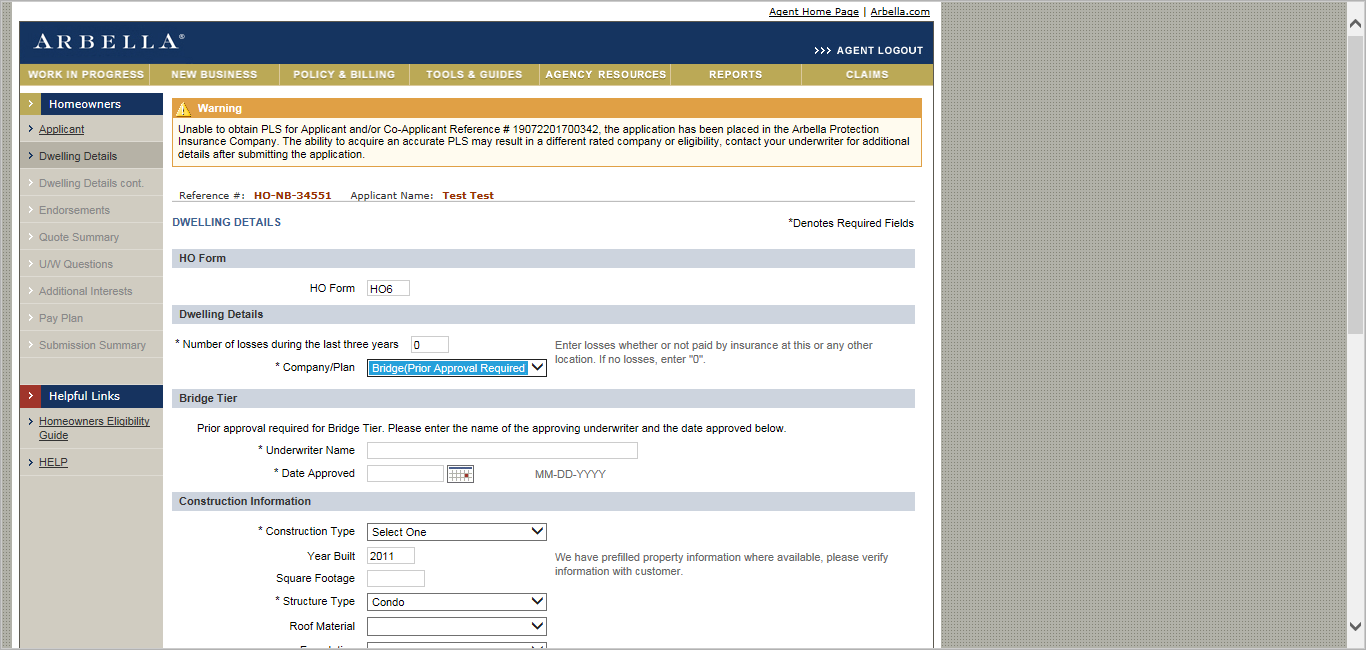 Agent Home Page | Arbella.com
ARBELLA®
>>> AGENT LOGOUT
WORK IN PROGRESS NEW BUSINESS POLICY & BILLING TOOLS & GUIDES AGENCY RESOURCES REPORTS CLAIMS
Homeowners
Applicant
Dwelling Details
Dwelling Details cont.
Endorsements
Quote Summary
U/W Questions
Additional Interests
Pay Plan
Submission Summary
Helpful Links
Homeowners Eligibility
Guide
HELP
Warning
Unable to obtain PLS for Applicant and/or Co-Applicant Reference # 19072201700342, the application has been placed in the Arbella Protection
Insurance Company. The ability to acquire an accurate PLS may result in a different rated company or eligibility, contact your underwriter for additional
details after submitting the application.
Reference #: HO-NB-34551 Applicant Name: Test Test
DWELLING DETAILS
*Denotes Required Fields
HO Form
HO Form HO6
Dwelling Details
* Number of losses during the last three years 0
Enter losses whether or not paid by insurance at this or any other
location. If no losses, enter "0".
* Company/Plan Bridge(Prior Approval Required
Bridge Tier
Prior approval required for Bridge Tier. Please enter the name of the approving underwriter and the date approved below.
* Underwriter Name
* Date Approved MM-DD-YYYY
Construction Information
* Construction Type Select One
Year Built 2011
We have prefilled property information where available, please verify
information with customer.
Square Footage
* Structure Type Condo
Roof Material